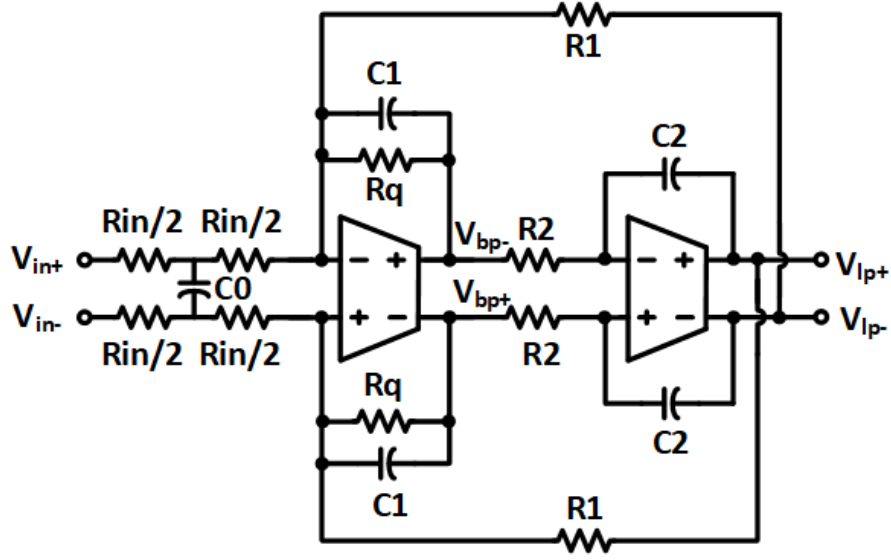 R1
C1
C2
Rq
Rin/2 Rin/2
Vbp- R2
Vin+
Vlp+
C0
Vin-
Vbp+
Vlp-
Rin/2 Rin/2
R2
Rq
C2
C1
R1